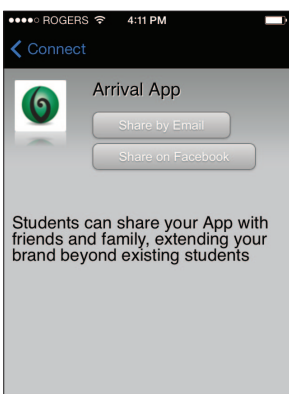 ROGERS 4:11 PM
Connect
Arrival App
Share by Email
Share on Facebook
Students can share your App with
friends and family, extending your
brand beyond existing students